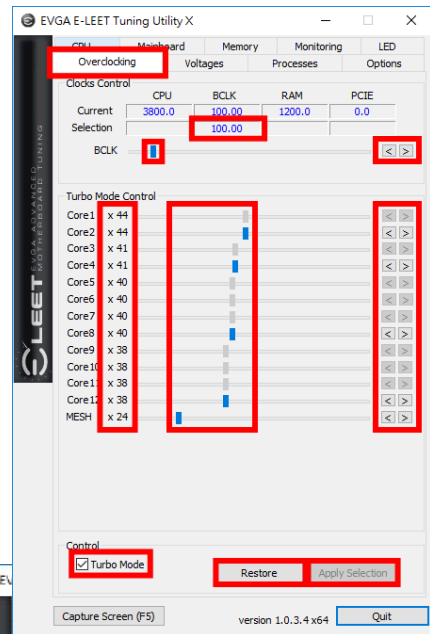 EVGA E-LEET Tuning Utility X
CPU Mainboard Memory Monitoring LED
Overclocking Voltages Processes Options
Clocks Control
CPU BCLK RAM PCIE
Current 3800.0 100.00 1200.0 0.0
Selection 100.00
BCLK < >
Turbo Mode Control
Core1 x 44 < >
Core2 x 44 < >
Core3 x 41 < >
Core4 x 41 < >
Core5 x 40 < >
Core6 x 40 < >
Core7 x 40 < >
Core8 x 40 < >
Core9 x 38 < >
Core10 x 38 < >
Core11 x 38 < >
Core12 x 38 < >
MESH x 24 < >
Control
Turbo Mode
Restore Apply Selection
Capture Screen (F5) version 1.0.3.4 x64 Quit
E-LEET
EVGA ADVANCED
MOTHERBOARD TUNING
EV